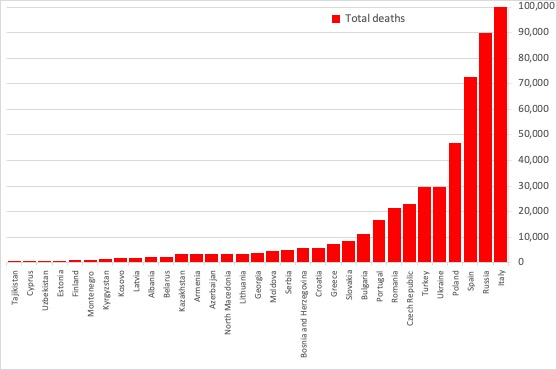 Total deaths
100,000
90,000
80,000
70,000
60,000
50,000
40,000
30,000
20,000
10,000
0
Tajikistan
Cyprus
Uzbekistan
Estonia
Finland
Montenegro
Kyrgyzstan
Kosovo
Latvia
Albania
Belarus
Kazakhstan
Armenia
Azerbaijan
North Macedonia
Lithuania
Georgia
Moldova
Serbia
Bosnia and Herzegovina
Croatia
Greece
Slovakia
Bulgaria
Portugal
Romania
Czech Republic
Turkey
Ukraine
Poland
Spain
Russia
Italy